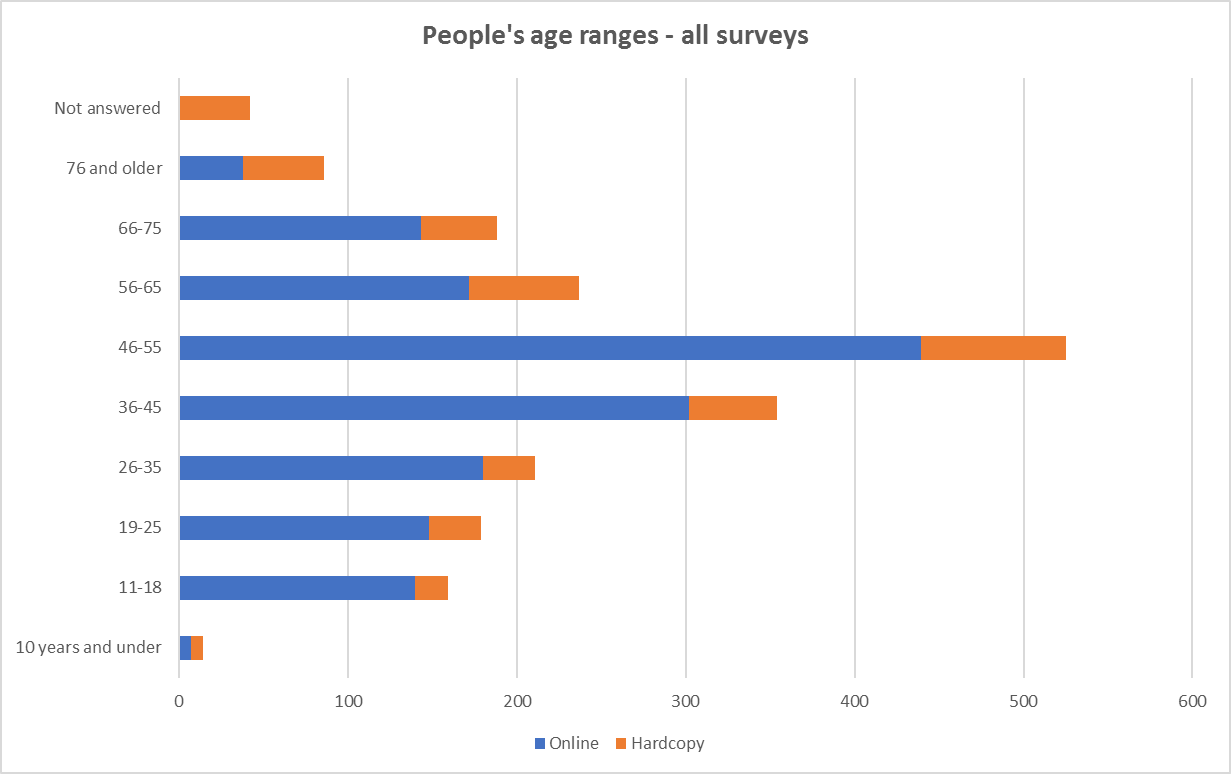 People's age ranges - all surveys
Not answered
76 and older
66-75
56-65
46-55
36-45
26-35
19-25
11-18
10 years and under
0 100 200 300 400 500 600
Online Hardcopy